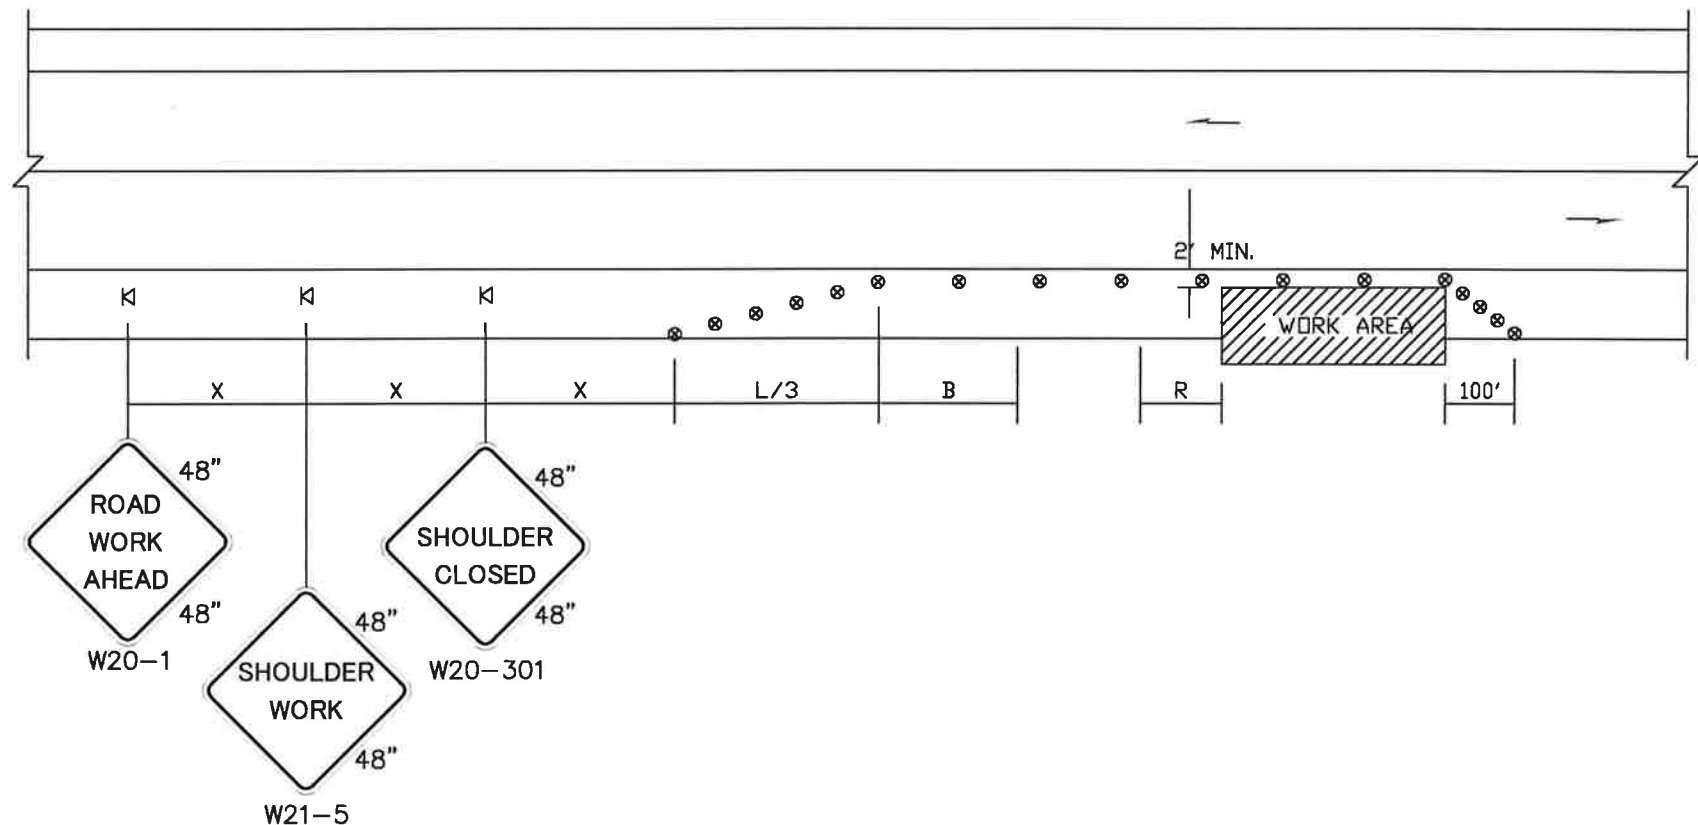 2' MIN.
WORK AREA
X
X
X
L/3
B
R
100'
48"
ROAD
WORK
AHEAD
48"
W20-1
48"
SHOULDER
WORK
48"
W21-5
48"
SHOULDER
CLOSED
48"
W20-301